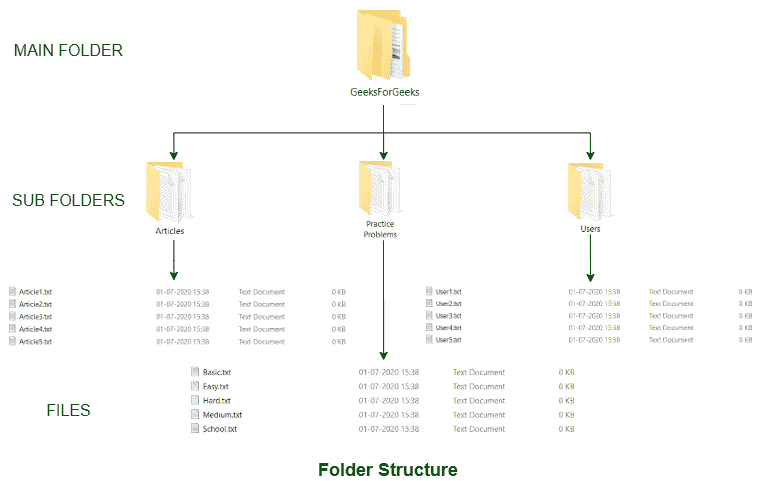 MAIN FOLDER
GeeksForGeeks
SUB FOLDERS
Articles
Practice
Problems
Users
Article1.txt 01-07-2020 15:38 Text Document 0 KB
Article2.txt 01-07-2020 15:38 Text Document 0 KB
Article3.txt 01-07-2020 15:38 Text Document 0 KB
Article4.txt 01-07-2020 15:38 Text Document 0 KB
Article5.txt 01-07-2020 15:38 Text Document 0 KB
User1.txt 01-07-2020 15:38 Text Document 0 KB
User2.txt 01-07-2020 15:38 Text Document 0 KB
User3.txt 01-07-2020 15:38 Text Document 0 KB
User4.txt 01-07-2020 15:38 Text Document 0 KB
User5.txt 01-07-2020 15:38 Text Document 0 KB
FILES
Basic.txt 01-07-2020 15:38 Text Document 0 KB
Easy.txt 01-07-2020 15:38 Text Document 0 KB
Hard.txt 01-07-2020 15:38 Text Document 0 KB
Medium.txt 01-07-2020 15:38 Text Document 0 KB
School.txt 01-07-2020 15:38 Text Document 0 KB
Folder Structure